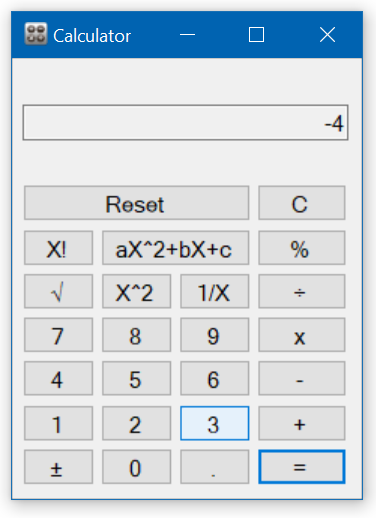 Calculator
-4
Reset C
X! aX^2+bX+c %
√ X^2 1/X ÷
7 8 9 x
4 5 6 -
1 2 3 +
± 0 . =